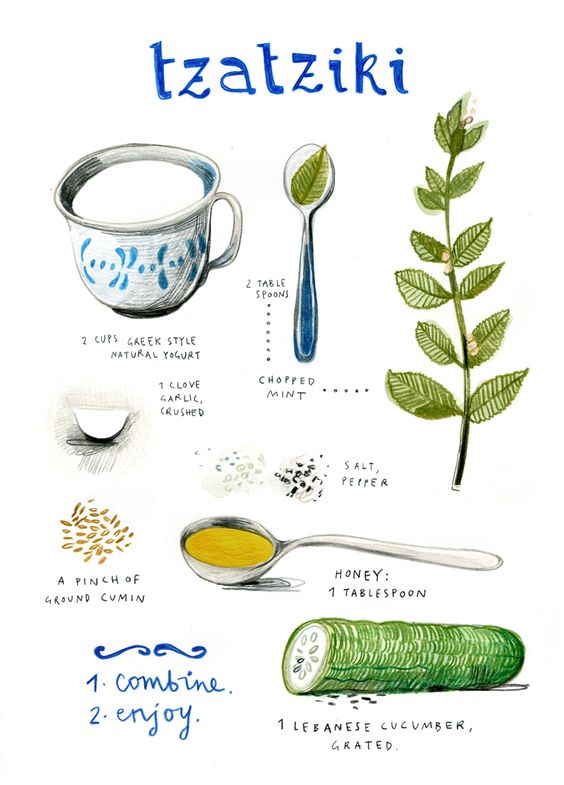 tzatziki
2 TABLE
SPOONS
2 CUPS GREEK STYLE
NATURAL YOGURT
CHOPPED
MINT
1 CLOVE
GARLIC,
CRUSHED
SALT,
PEPPER
A PINCH OF
GROUND CUMIN
HONEY:
1 TABLESPOON
1. combine.
2. enjoy.
1 LEBANESE CUCUMBER,
GRATED.